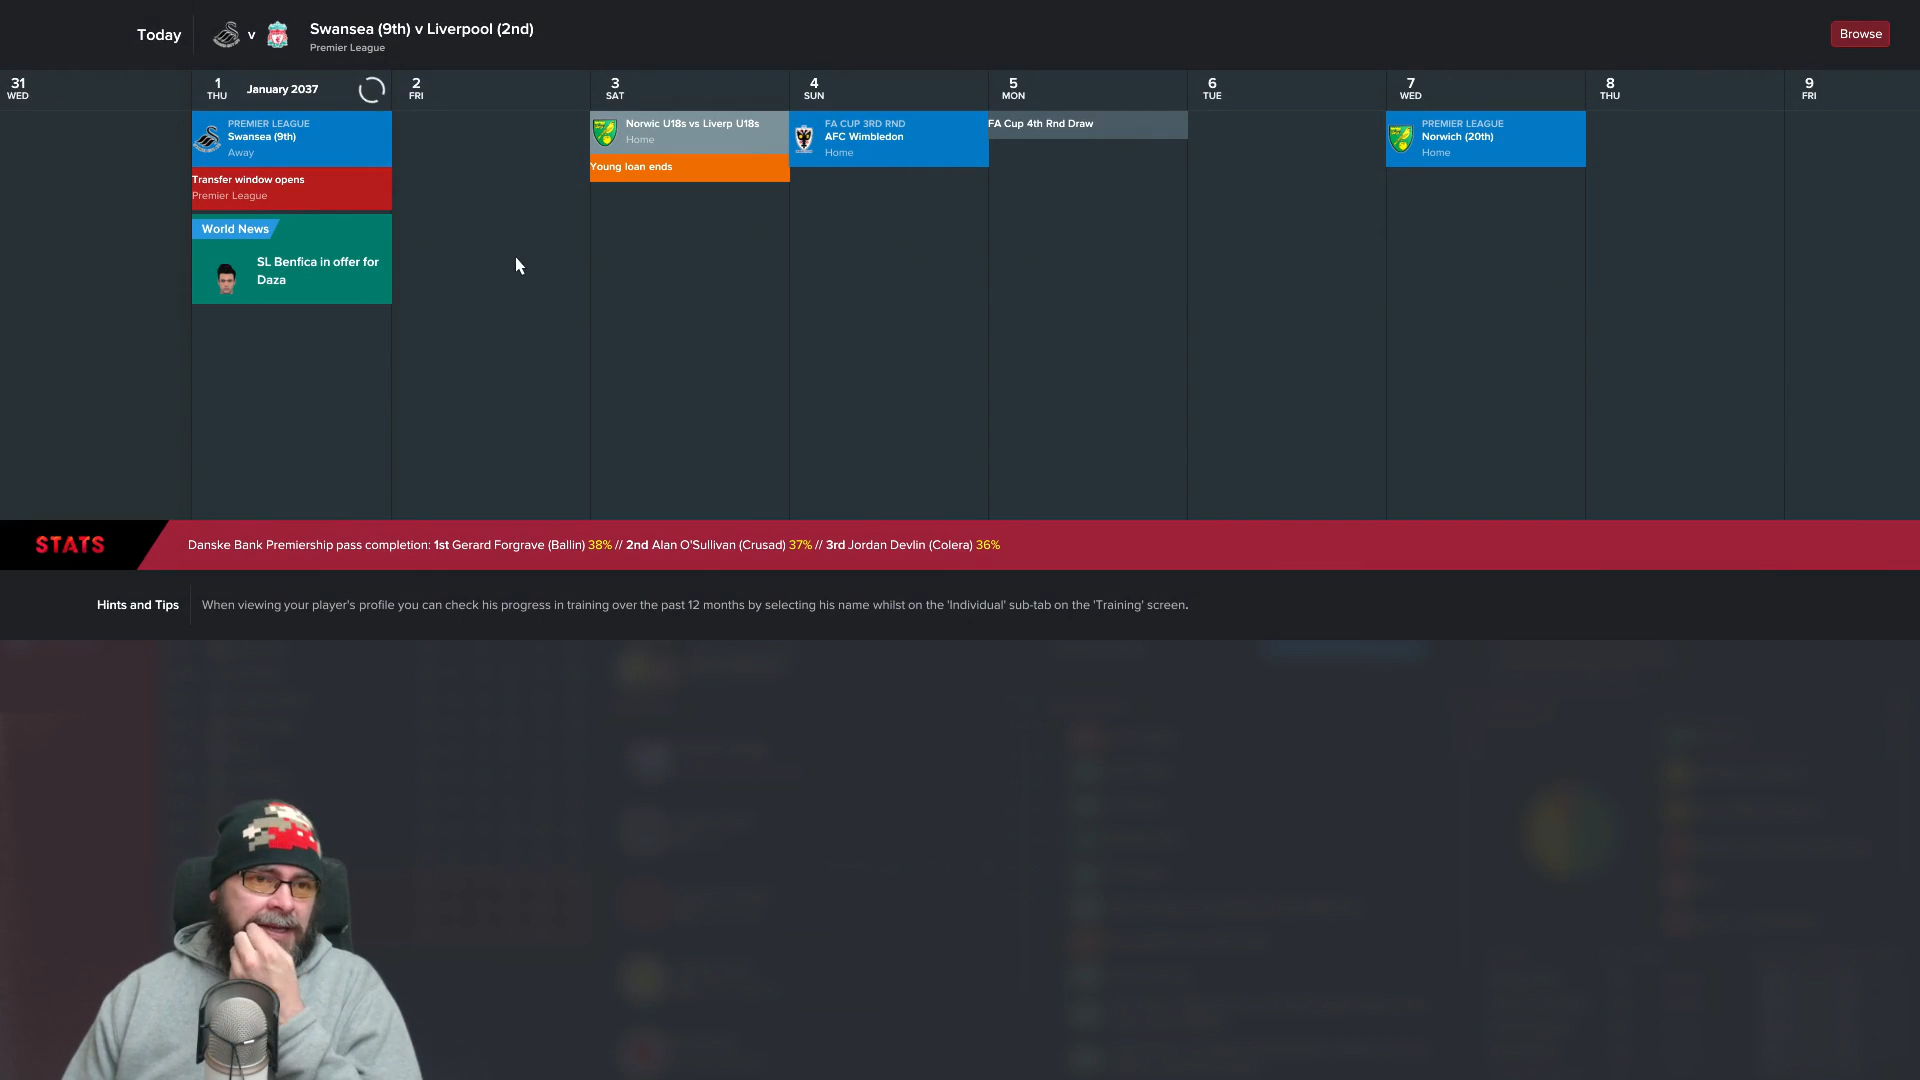 Today
v
Swansea (9th) v Liverpool (2nd)
Premier League
Browse
31
WED
1
THU
January 2037
2
FRI
3
SAT
4
SUN
5
MON
6
TUE
7
WED
8
THU
9
FRI
PREMIER LEAGUE
Swansea (9th)
Away
Transfer window opens
Premier League
World News
SL Benfica in offer for
Daza
Norwic U18s vs Liverp U18s
Home
Young loan ends
FA CUP 3RD RND
AFC Wimbledon
Home
FA Cup 4th Rnd Draw
PREMIER LEAGUE
Norwich (20th)
Home
STATS
Danske Bank Premiership pass completion: 1st Gerard Forgrave (Ballin) 38% // 2nd Alan O'Sullivan (Crusad) 37% // 3rd Jordan Devlin (Colera) 36%
Hints and Tips
When viewing your player's profile you can check his progress in training over the past 12 months by selecting his name whilst on the 'Individual' sub-tab on the 'Training' screen.